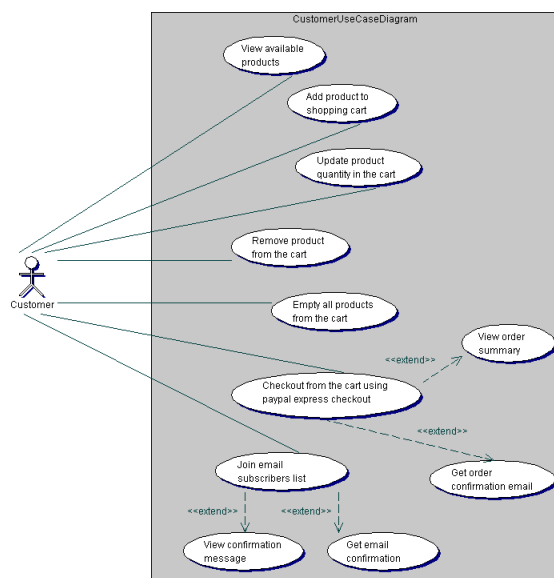 CustomerUseCaseDiagram
View available
products
Add product to
shopping cart
Update product
quantity in the cart
Remove product
from the cart
Customer
Empty all products
from the cart
View order
summary
<<extend>>
Checkout from the cart using
paypal express checkout
<<extend>>
Join email
subscribers list
Get order
confirmation email
<<extend>>
<<extend>>
View confirmation
message
Get email
confirmation